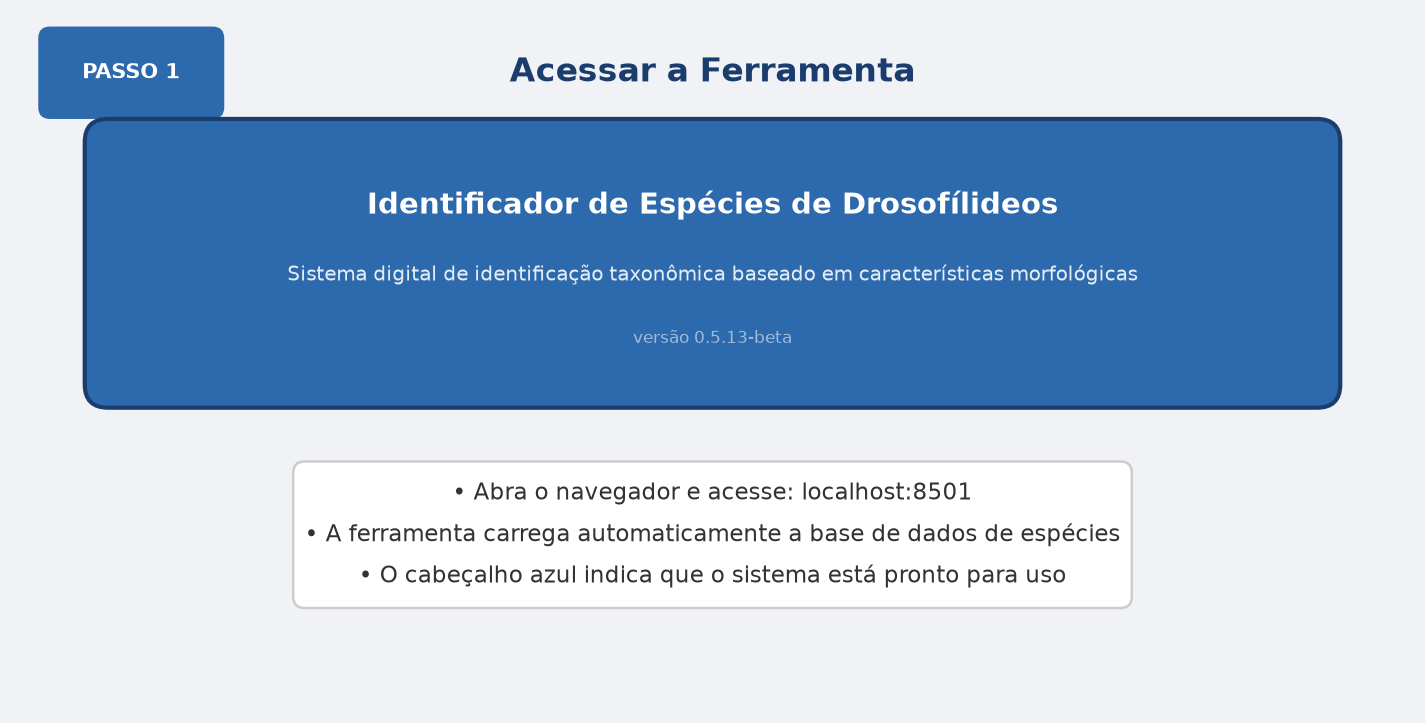 PASSO 1
Acessar a Ferramenta
Identificador de Espécies de Drosofílideos
Sistema digital de identificação taxonômica baseado em características morfológicas
versão 0.5.13-beta
• Abra o navegador e acesse: localhost:8501
• A ferramenta carrega automaticamente a base de dados de espécies
• O cabeçalho azul indica que o sistema está pronto para uso